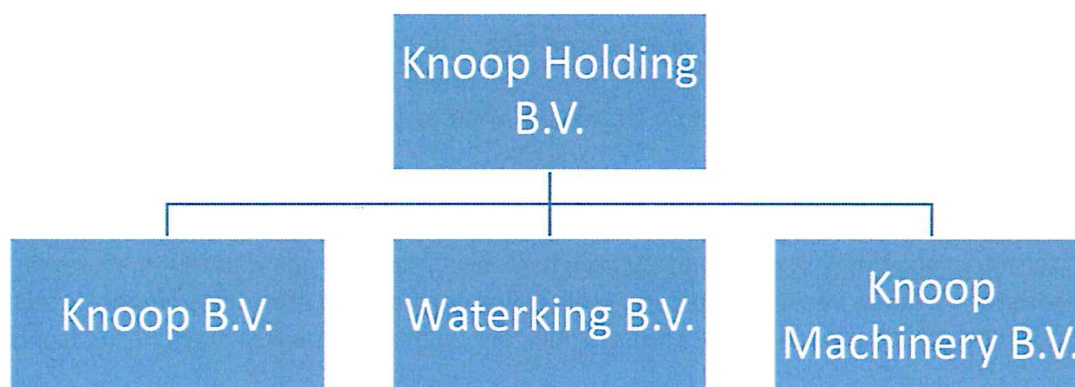 Knoop Holding
B.V.
Knoop B.V.
Waterking B.V.
Knoop
Machinery B.V.